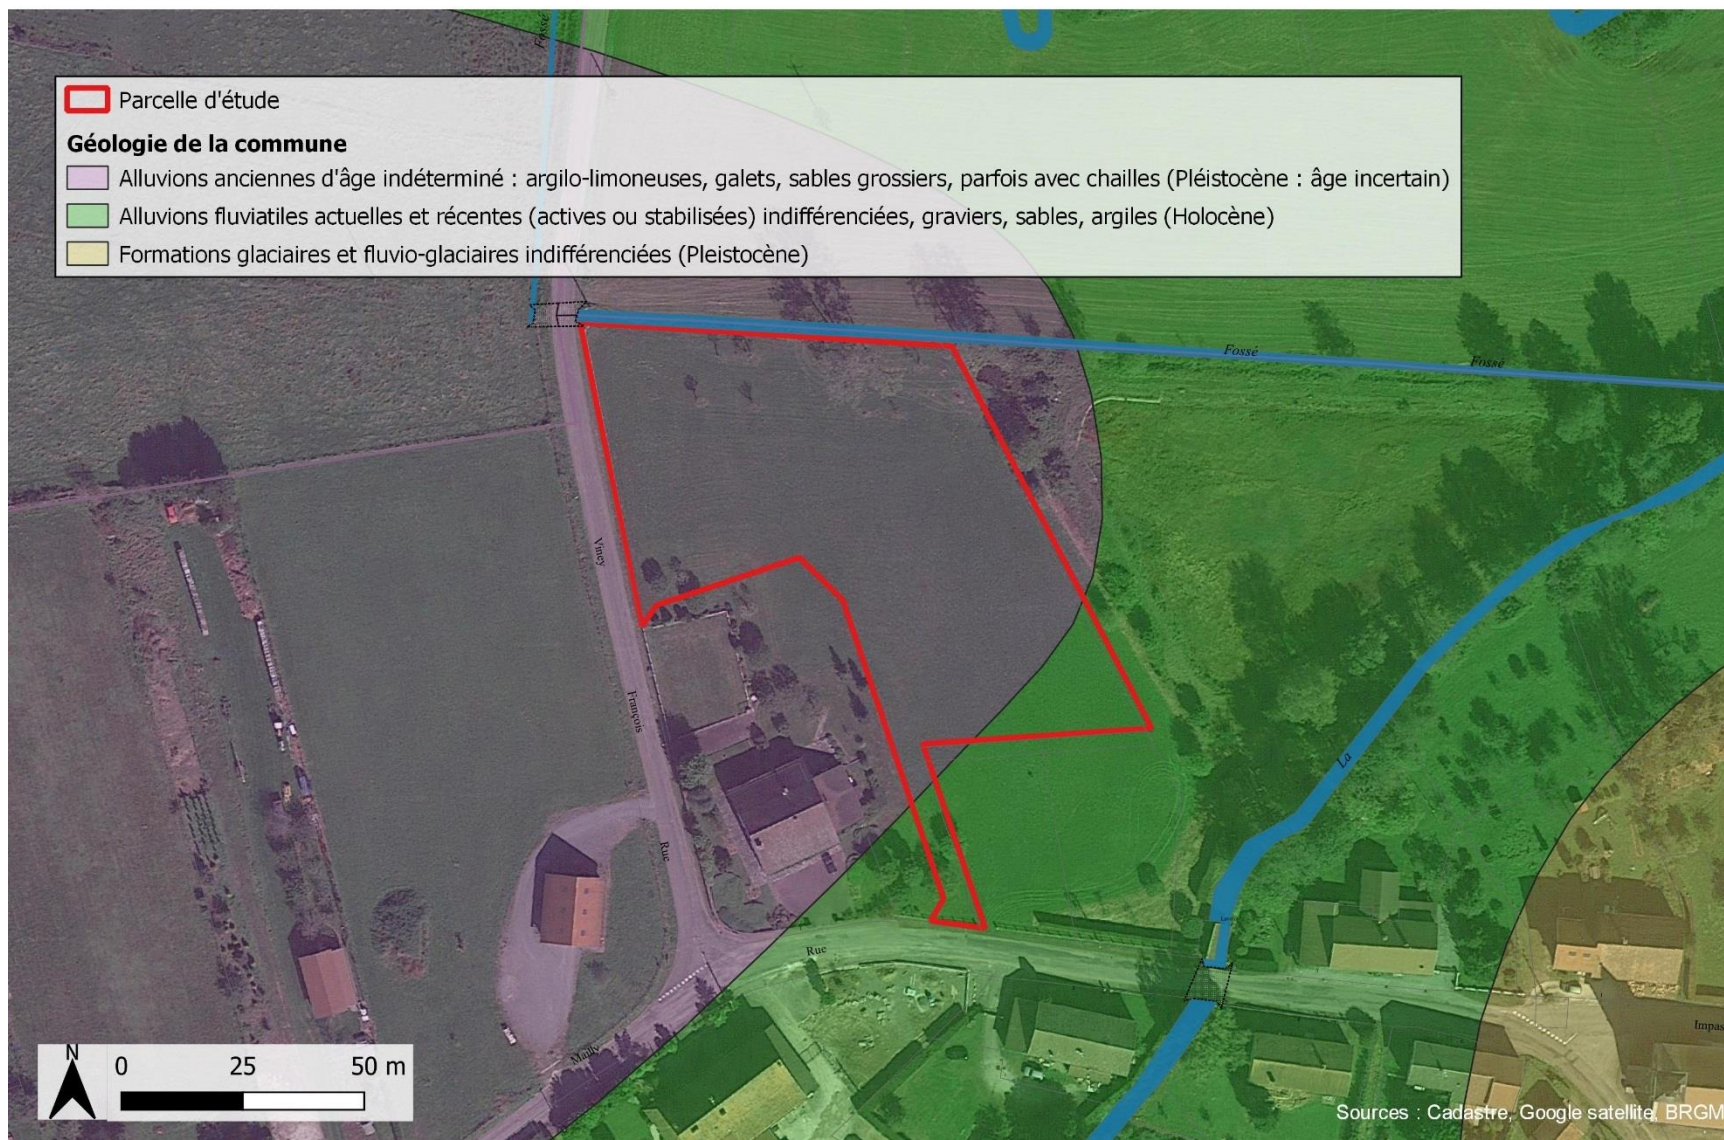 Fossé
Parcelle d'étude
Géologie de la commune
Alluvions anciennes d'âge indéterminé : argilo-limoneuses, galets, sables grossiers, parfois avec chailles (Pléistocène : âge incertain)
Alluvions fluviatiles actuelles et récentes (actives ou stabilisées) indifférenciées, graviers, sables, argiles (Holocène)
Formations glaciaires et fluvio-glaciaires indifférenciées (Pleistocène)
Fossé
Fossé
Viney
François
Rue
La
Rue
Mailly
Impas
N
0 25 50 m
Sources : Cadastre, Google satellite, BRGM